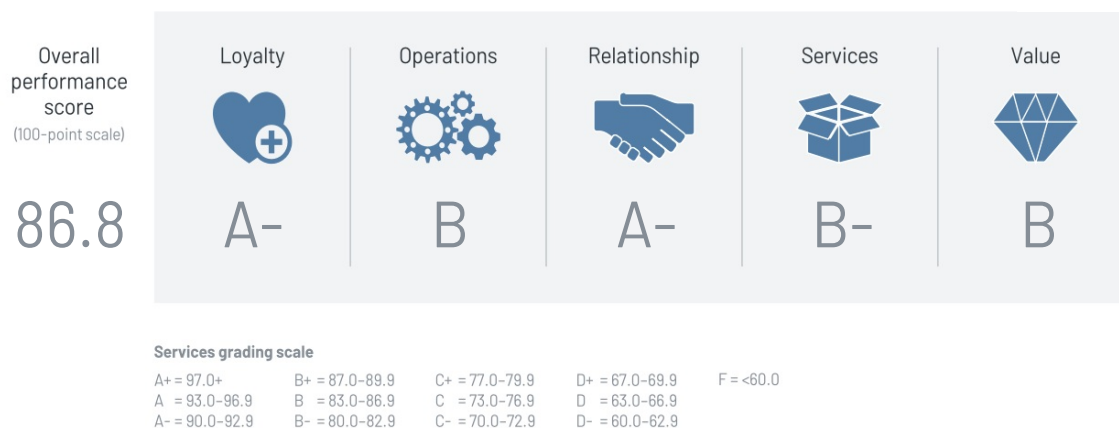 Overall
performance
score
(100-point scale)
86.8
Loyalty
A-
Operations
B
Relationship
A-
Services
B-
Value
B
Services grading scale
A+ = 97.0+
A = 93.0-96.9
A- = 90.0-92.9
B+ = 87.0-89.9
B = 83.0-86.9
B- = 80.0-82.9
C+ = 77.0-79.9
C = 73.0-76.9
C- = 70.0-72.9
D+ = 67.0-69.9
D = 63.0-66.9
D- = 60.0-62.9
F = <60.0